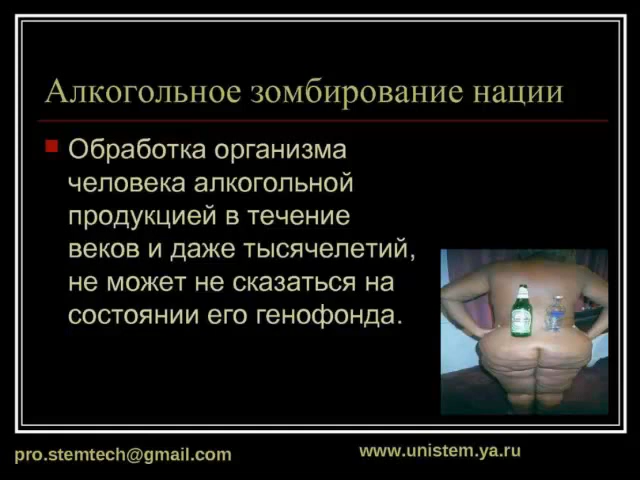 Алкогольное зомбирование нации
Обработка организма
человека алкогольной
продукцией в течение
веков и даже тысячелетий,
не может не сказаться на
состоянии его генофонда.
pro.stemtech@gmail.com
www.unistem.ya.ru